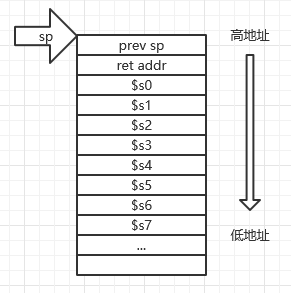 sp
prev sp
高地址
ret addr
$s0
$s1
$s2
$s3
$s4
$s5
$s6
$s7
低地址
...